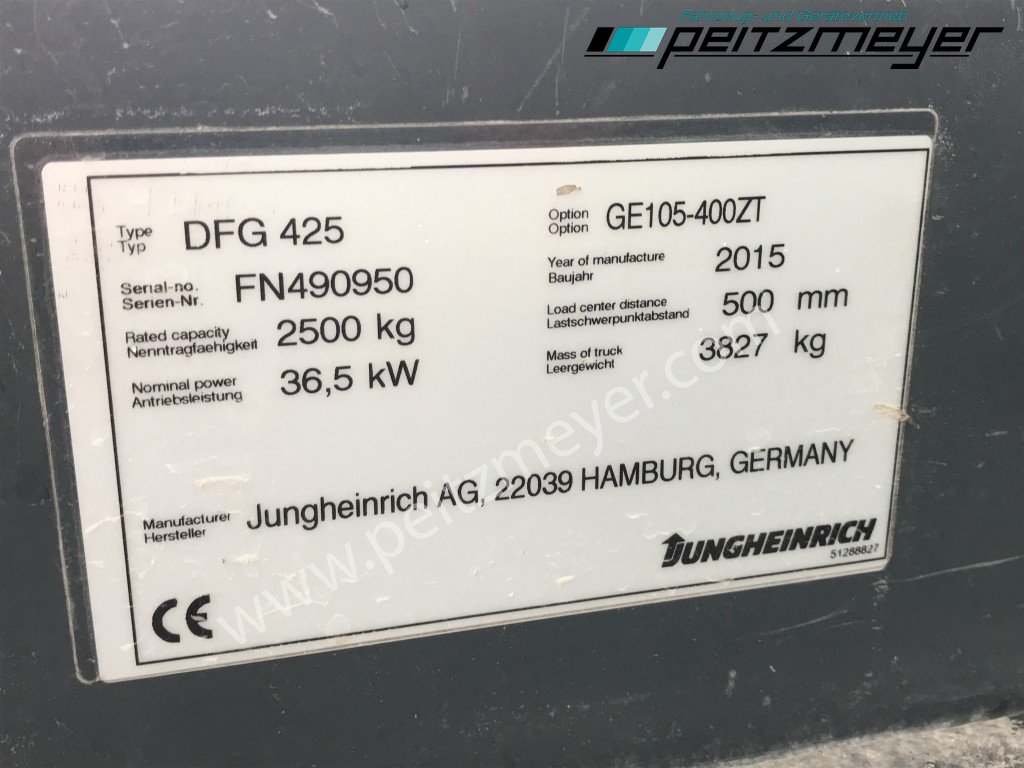 Fahrzeug- und Gerätevertrieb
peitzmeyer
Type DFG 425
Typ
Option GE105-400ZT
Option
Serial-no. FN490950
Serien-Nr.
Year of manufacture 2015
Baujahr
Rated capacity 2500 kg
Nenntragfaehigkeit
Load center distance 500 mm
Lastschwerpunktabstand
Nominal power 36,5 kW
Antriebsleistung
Mass of truck 3827 kg
Leergewicht
Manufacturer Jungheinrich AG, 22039 HAMBURG, GERMANY
Hersteller
JUNGHEINRICH
51288827
CE
www.peitzmeyer.com